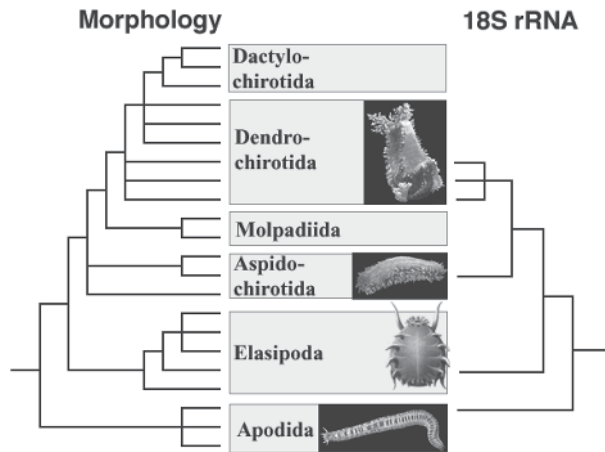 Morphology
18S rRNA
Dactylo-
chirotida
Dendro-
chirotida
Molpadiida
Aspido-
chirotida
Elasipoda
Apodida